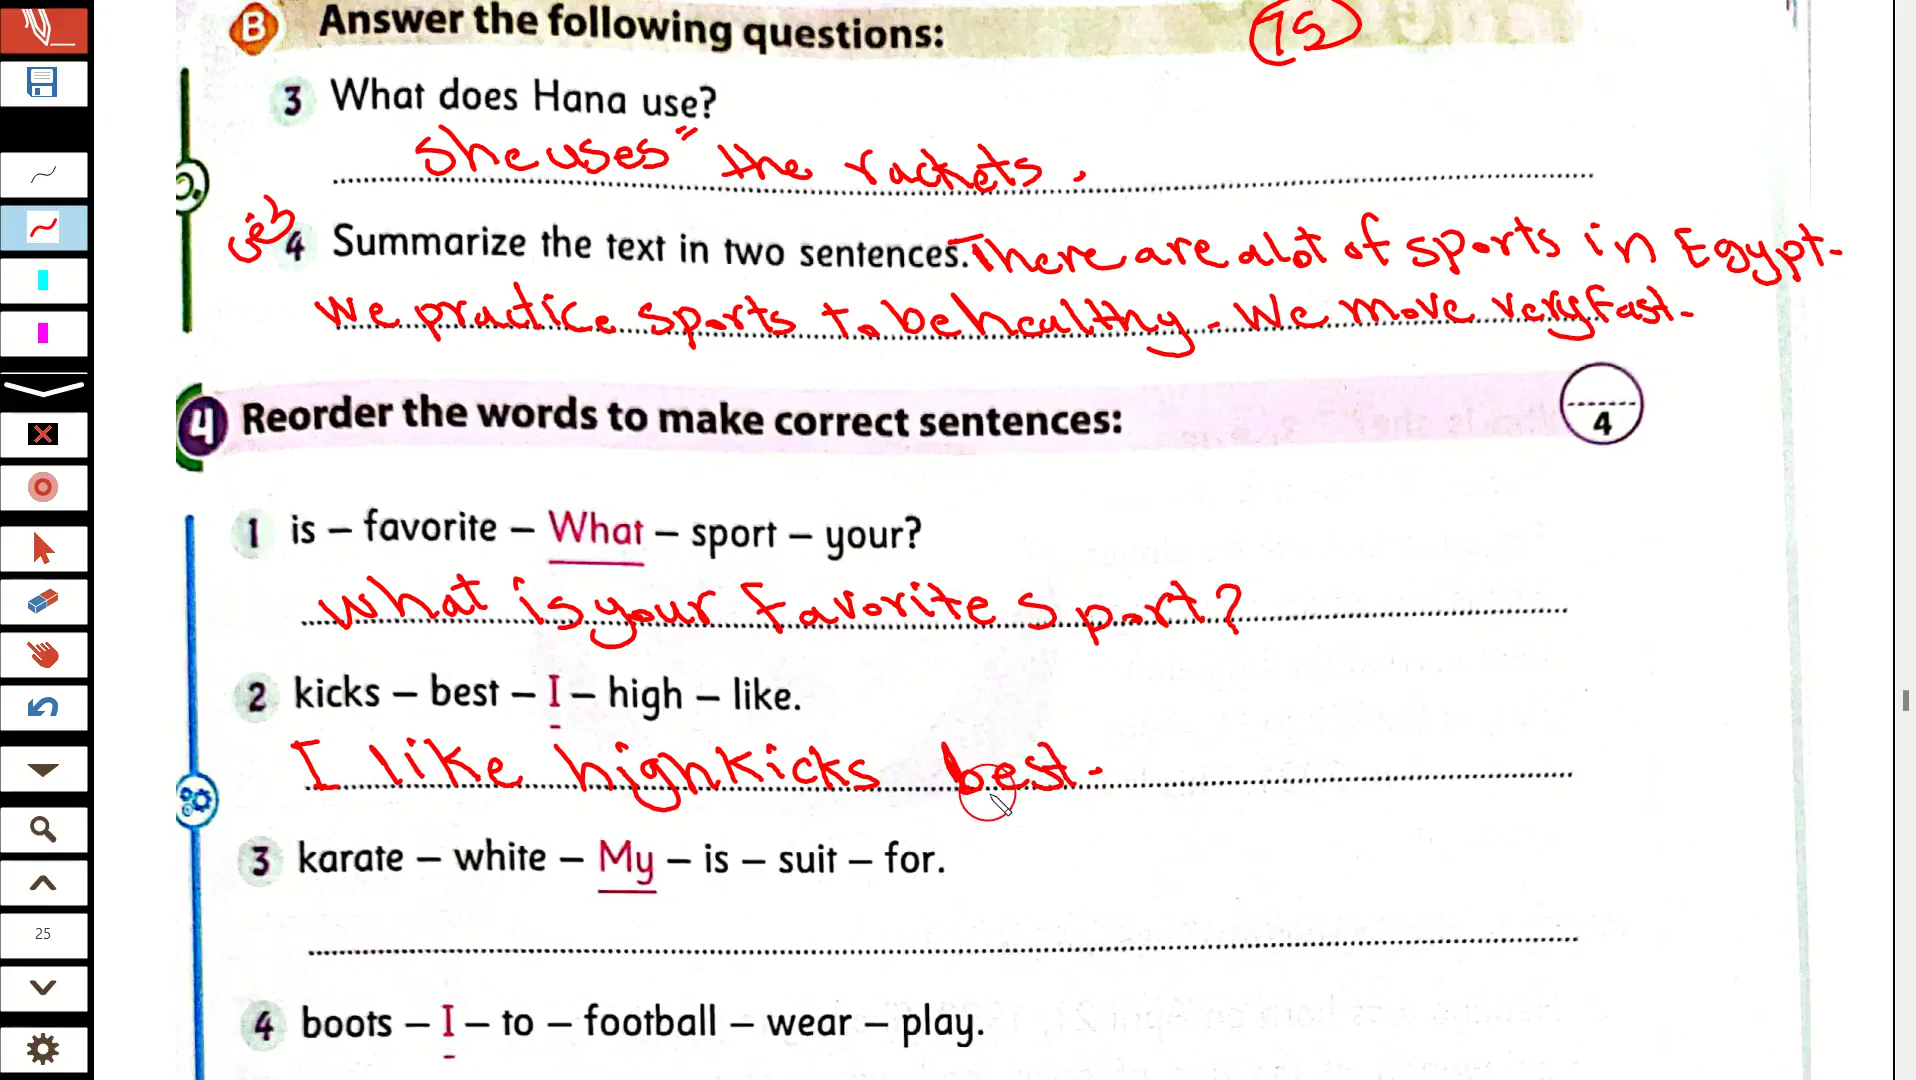 B Answer the following questions: 75
3 What does Hana use?
She uses the rackets.
4 Summarize the text in two sentences. There are alot of sports in Egypt.
We practice sports to be healthy. We move very fast.
4 Reorder the words to make correct sentences: 4
1 is – favorite – What – sport – your?
What is your favorite sport?
2 kicks – best – I – high – like.
I like high kicks best.
3 karate – white – My – is – suit – for.
4 boots – I – to – football – wear – play.
25